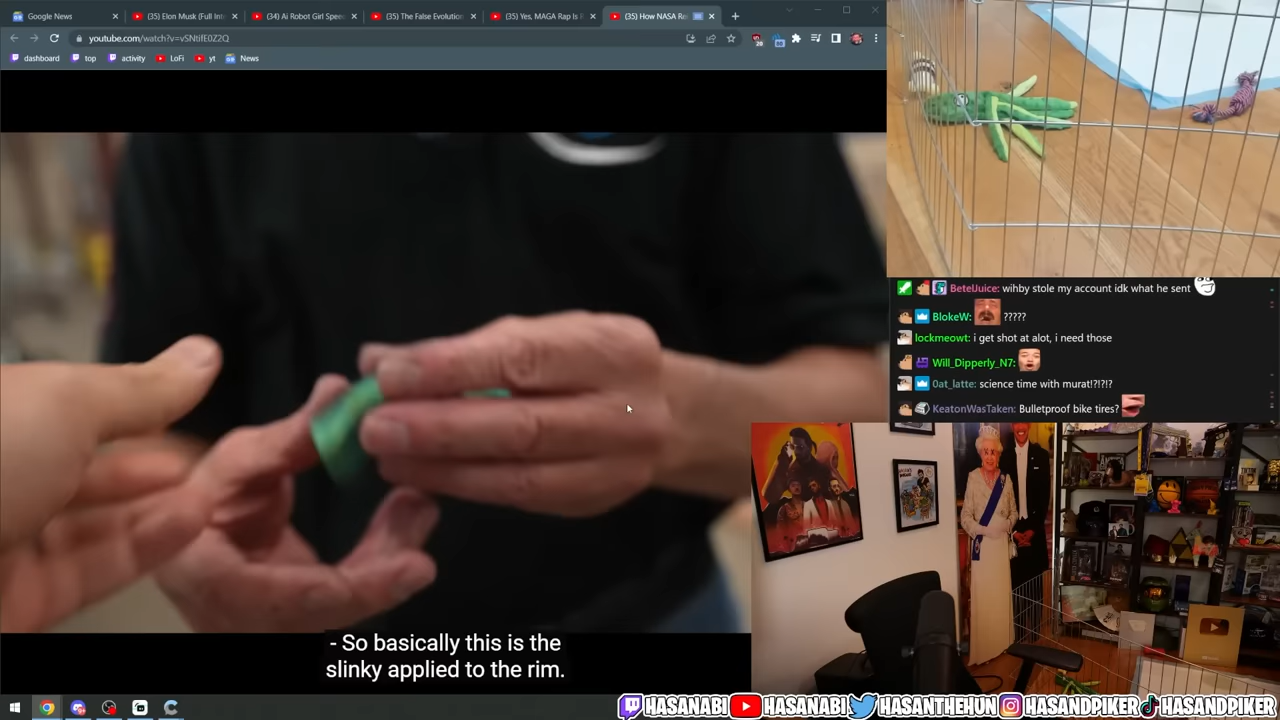 Google News
(35) Elon Musk (Full Int
(34) Ai Robot Girl Spee
(35) The False Evolution
(35) Yes, MAGA Rap Is
(35) How NASA Re
youtube.com/watch?v=vSNtifE0Z2Q
dashboard
top
activity
LoFi
yt
News
BetelJuice: wihby stole my account idk what he sent
BlokeW: ?????
lockmeowt: i get shot at alot, i need those
Will_Dipperly_N7:
0at_latte: science time with murat!?!?!?
KeatonWasTaken: Bulletproof bike tires?
- So basically this is the
slinky applied to the rim.
HASANABI
HASANABI
HASANTHEHUN
HASANDPIKER
HASANDPIKER